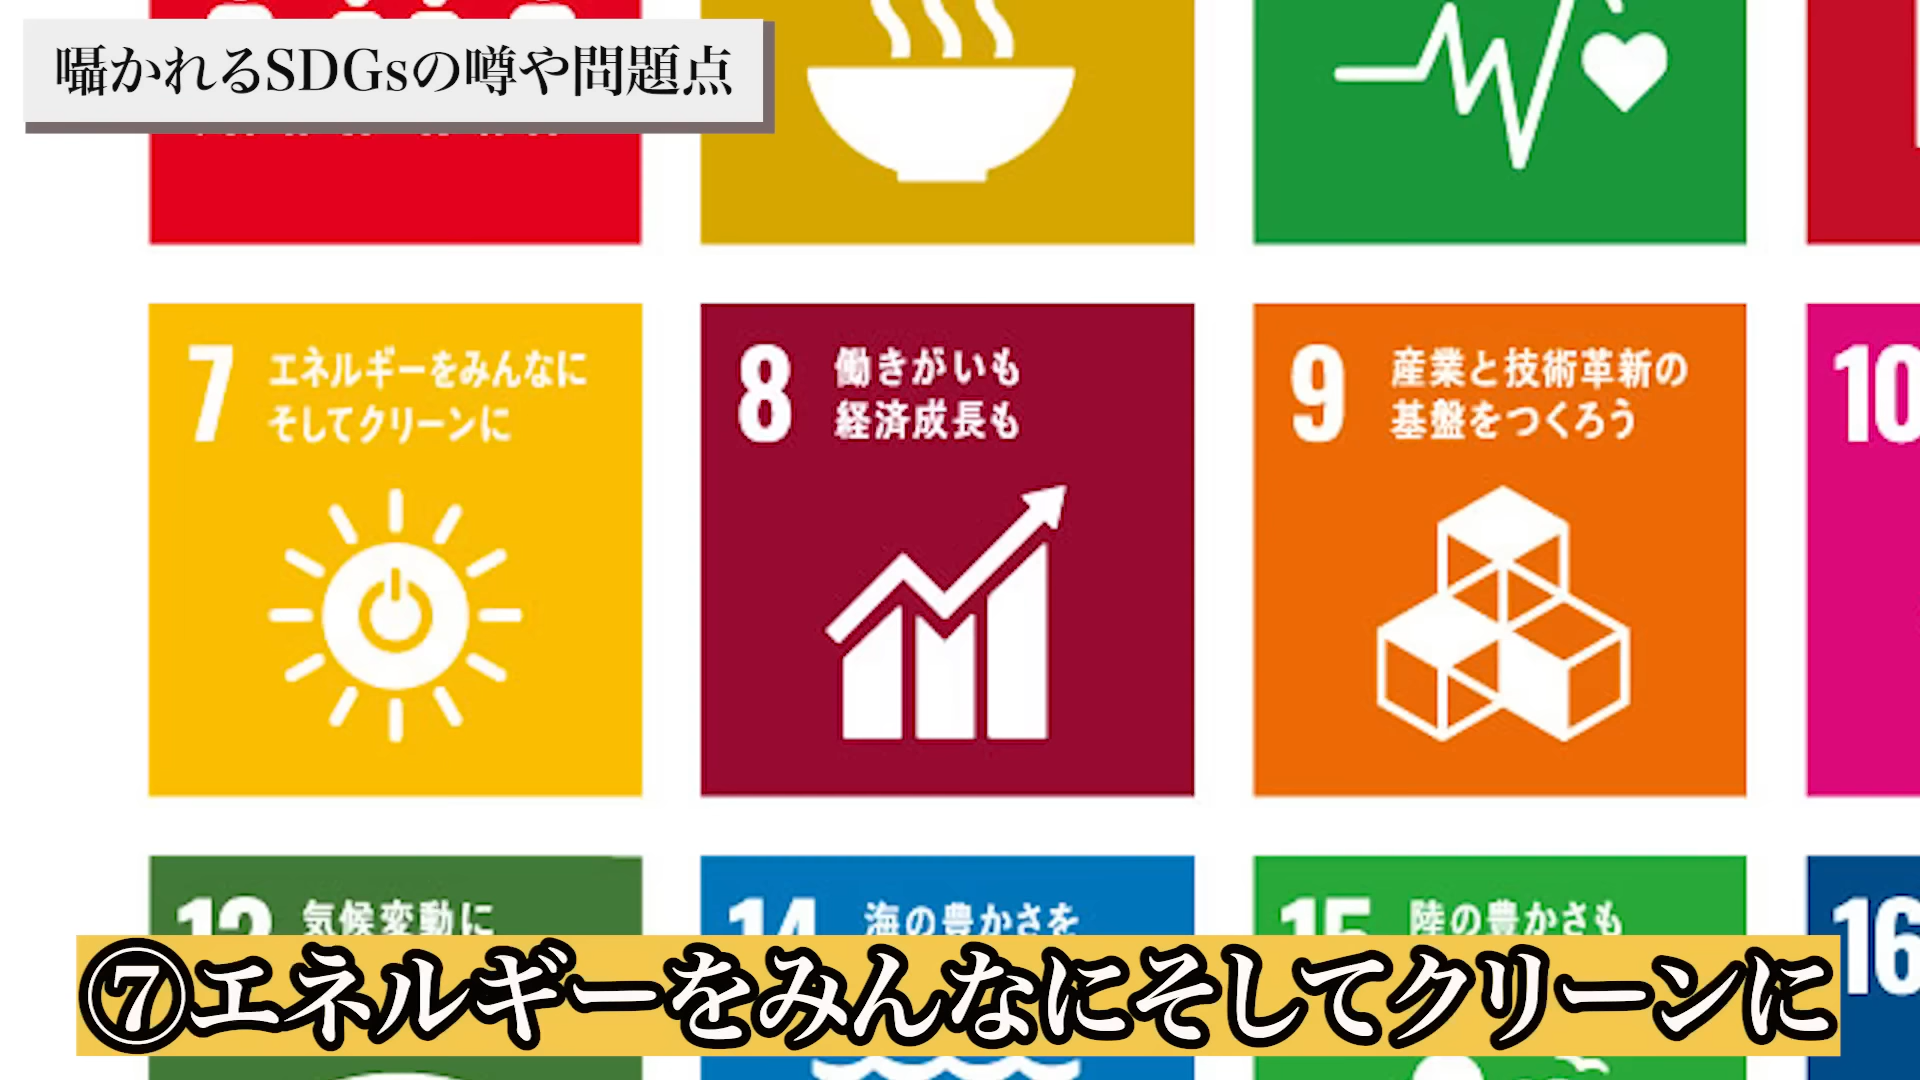 囁かれるSDGsの噂や問題点
7 エネルギーをみんなに
そしてクリーンに
8 働きがいも
経済成長も
9 産業と技術革新の
基盤をつくろう
10
13 気候変動に
14 海の豊かさを
15 陸の豊かさも
16
⑦エネルギーをみんなにそしてクリーンに